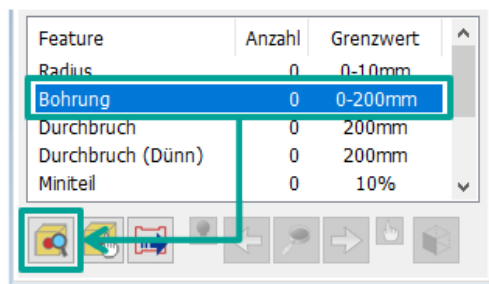 Feature Anzahl Grenzwert
Radius 0 0-10mm
Bohrung 0 0-200mm
Durchbruch 0 200mm
Durchbruch (Dünn) 0 200mm
Miniteil 0 10%